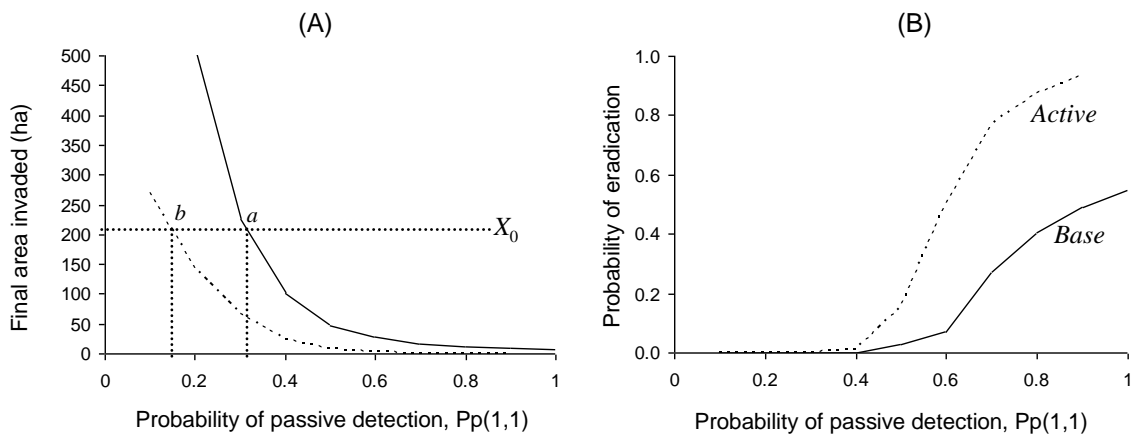 (A)
500
450
400
350
300
250
200
150
100
50
0
Final area invaded (ha)
b
a
X0
0
0.2
0.4
0.6
0.8
1
Probability of passive detection, Pp(1,1)
(B)
1.0
0.8
0.6
0.4
0.2
0.0
Probability of eradication
Active
Base
0
0.2
0.4
0.6
0.8
1
Probability of passive detection, Pp(1,1)